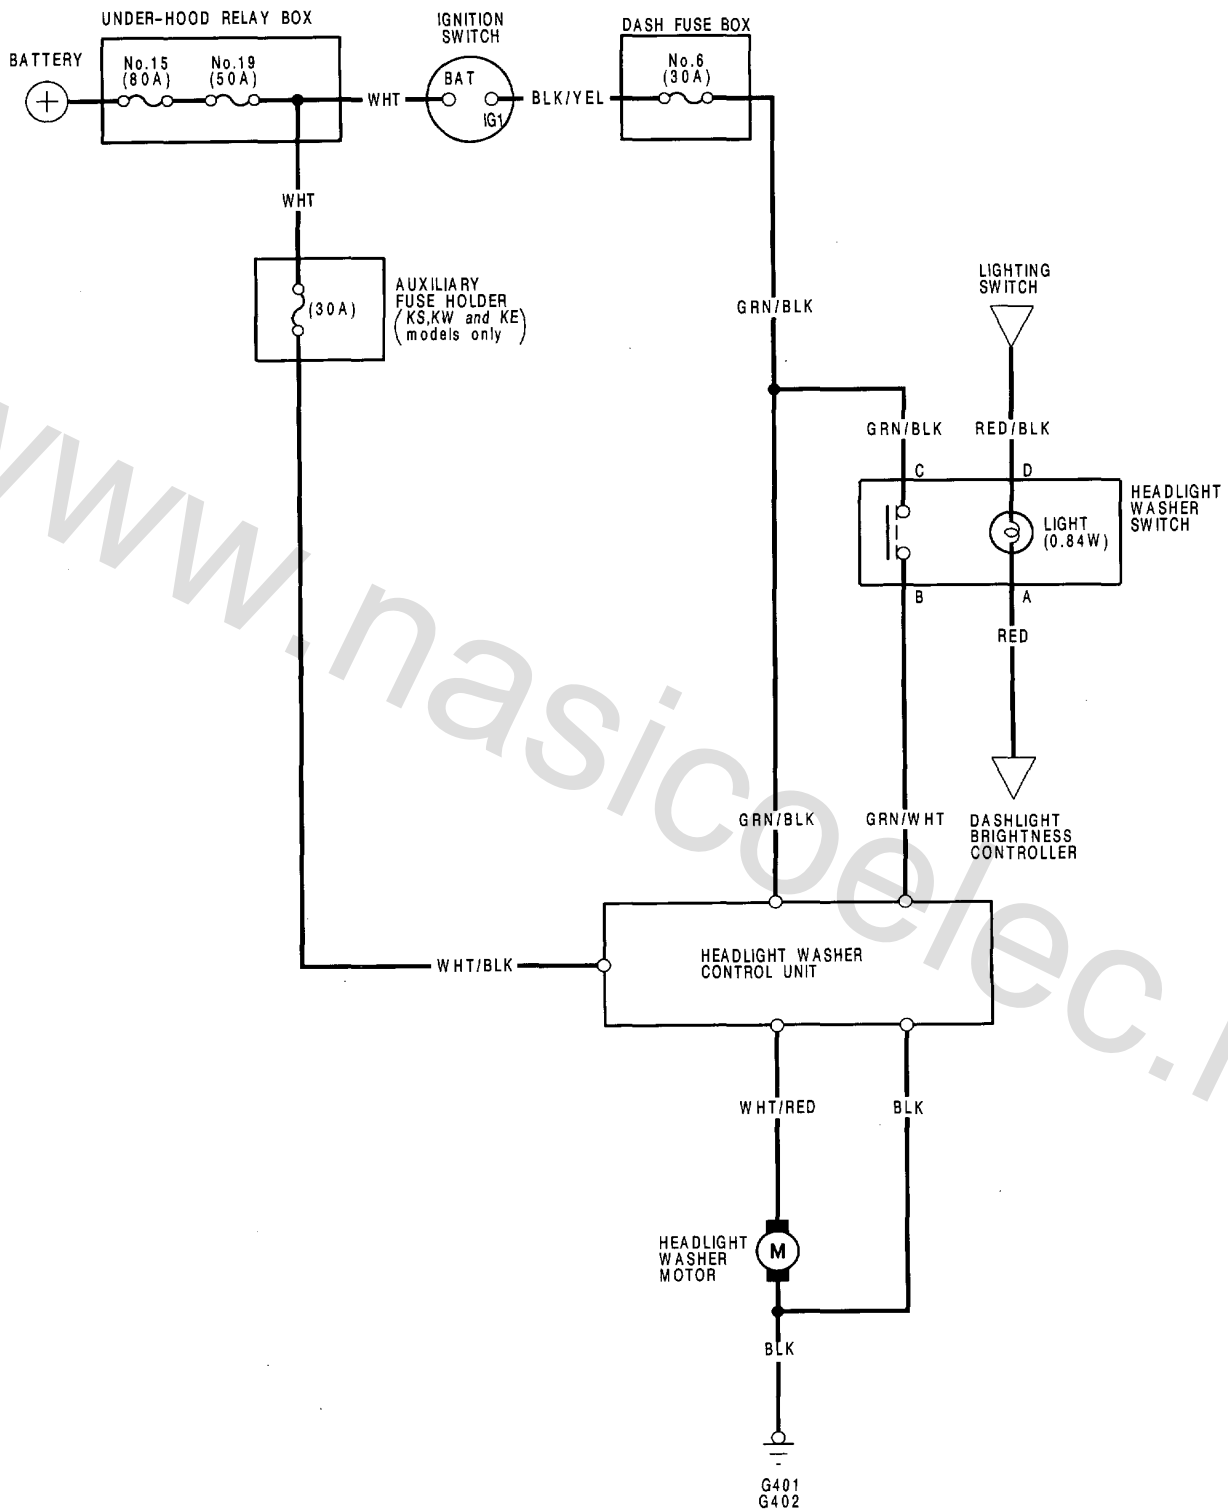 UNDER-HOOD RELAY BOX
IGNITION
SWITCH
DASH FUSE BOX
BATTERY
No.15
(80A)
No.19
(50A)
BAT
IG1
No.6
(30A)
WHT
BLK/YEL
WHT
(30A)
AUXILIARY
FUSE HOLDER
(KS,KW and KE
models only)
GRN/BLK
LIGHTING
SWITCH
GRN/BLK
RED/BLK
C
D
HEADLIGHT
WASHER
SWITCH
LIGHT
(0.84W)
B
A
RED
GRN/BLK
GRN/WHT
DASHLIGHT
BRIGHTNESS
CONTROLLER
WHT/BLK
HEADLIGHT WASHER
CONTROL UNIT
WHT/RED
BLK
HEADLIGHT
WASHER
MOTOR
M
BLK
G401
G402
www.nasicoelec.